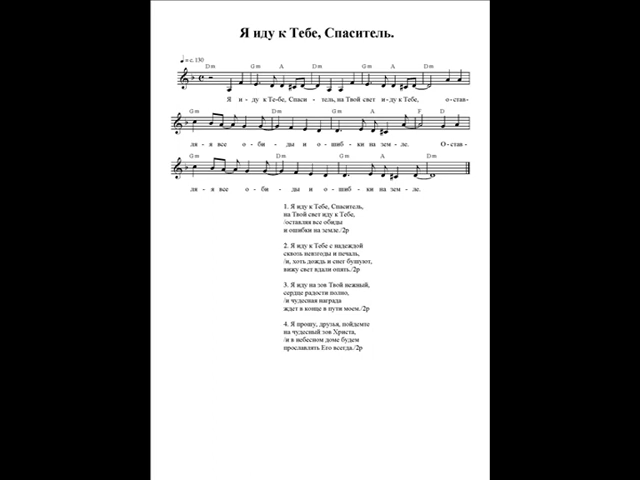 Я иду к Тебе, Спаситель.
♩ = c. 130
Dm Gm A Dm Gm A Dm
Я и - ду к Те-бе, Спаси - тель, на Твой свет и-ду к Тебе, о - став-
Gm Dm Gm A F D
ля-я все о - би - ды и о - шиб - ки на зем - ле. О - став-
Gm Dm Gm A Dm
ля - я все о - би - ды и о - шиб - ки на зем - ле.
1. Я иду к Тебе, Спаситель,
на Твой свет иду к Тебе,
/оставляя все обиды
и ошибки на земле./2р
2. Я иду к Тебе с надеждой
сквозь невзгоды и печаль,
/и, хоть дождь и снег бушуют,
вижу свет вдали опять./2р
3. Я иду на зов Твой нежный,
сердце радости полно,
/и чудесная награда
ждет в конце в пути моем./2р
4. Я прошу, друзья, пойдемте
на чудесный зов Христа,
/и в небесном доме будем
прославлять Его всегда./2р